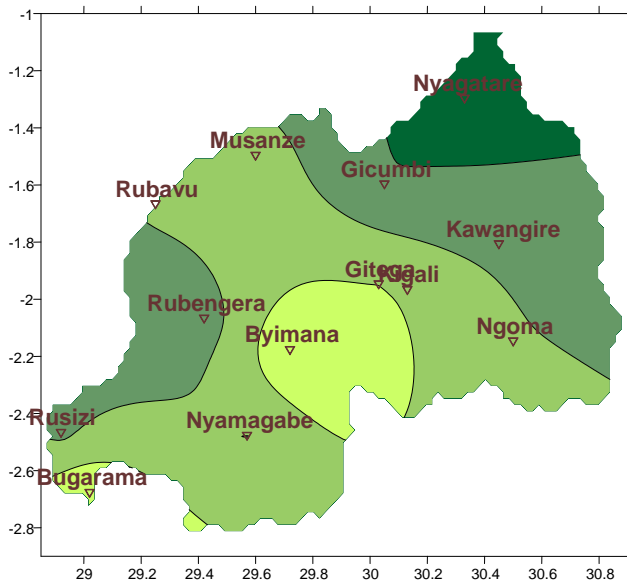 -1
-1.2
-1.4
-1.6
-1.8
-2
-2.2
-2.4
-2.6
-2.8
Nyagatare
Musanze
Gicumbi
Rubavu
Kawangire
Gitega
Kigali
Rubengera
Ngoma
Byimana
Rusizi
Nyamagabe
Bugarama
29 29.2 29.4 29.6 29.8 30 30.2 30.4 30.6 30.8